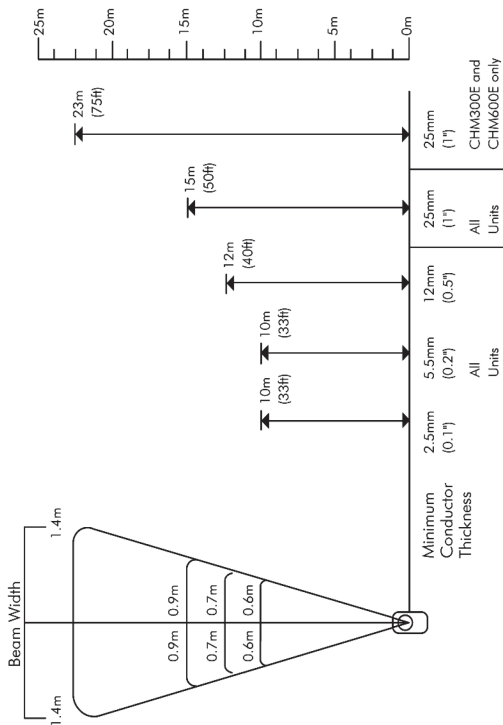 Beam Width
1.4m
1.4m
0.9m
0.9m
0.7m
0.7m
0.6m
0.6m
Minimum
Conductor
Thickness
10m
(33ft)
10m
(33ft)
12m
(40ft)
15m
(50ft)
23m
(75ft)
2.5mm
(0.1")
5.5mm
(0.2")
12mm
(0.5")
All
Units
25mm
(1")
All
Units
25mm
(1")
CHM300E and
CHM600E only
25m
20m
15m
10m
5m
0m